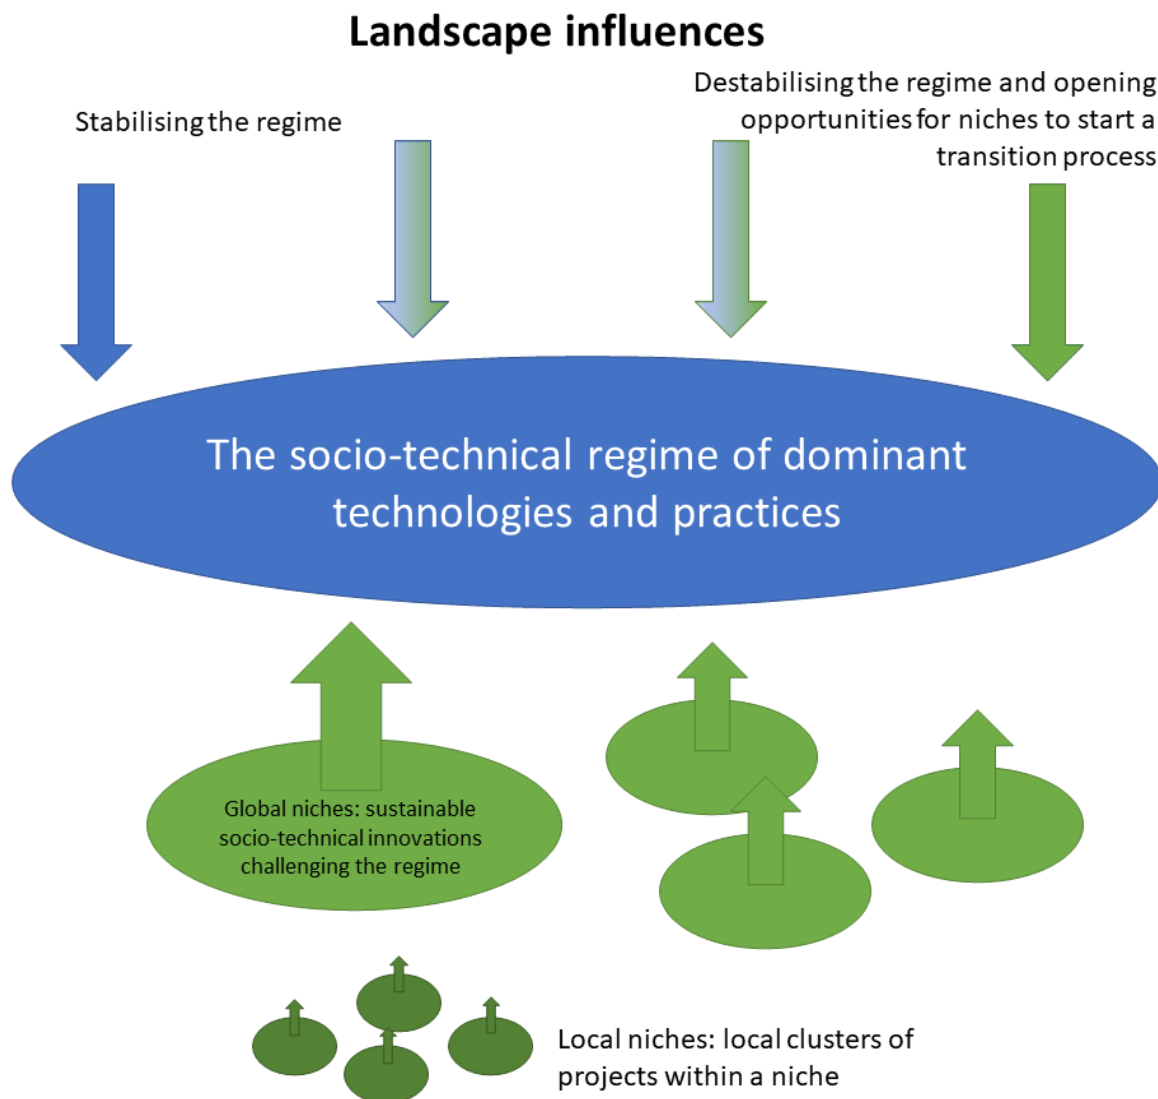 Landscape influences
Stabilising the regime
Destabilising the regime and opening
opportunities for niches to start a
transition process
The socio-technical regime of dominant
technologies and practices
Global niches: sustainable
socio-technical innovations
challenging the regime
Local niches: local clusters of
projects within a niche